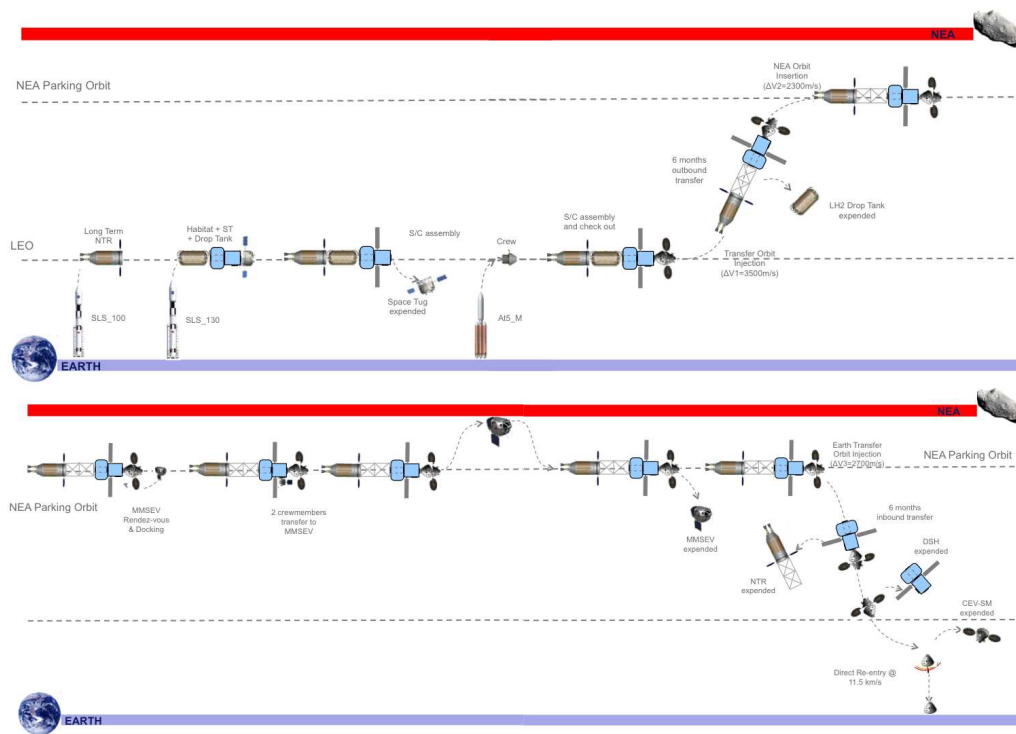 NEA
NEA Parking Orbit
NEA Orbit
Insertion
(ΔV2=2300m/s)
6 months
outbound
transfer
LH2 Drop Tank
expended
LEO
Long Term
NTR
Habitat + ST
+ Drop Tank
S/C assembly
Space Tug
expended
Crew
S/C assembly
and check out
Transfer Orbit
Injection
(ΔV1=3500m/s)
SLS_100
SLS_130
At5_M
EARTH
NEA
NEA Parking Orbit
MMSEV
Rendez-vous
& Docking
2 crewmembers
transfer to
MMSEV
MMSEV
expended
Earth Transfer
Orbit Injection
(ΔV3=2700m/s)
NEA Parking Orbit
6 months
inbound transfer
NTR
expended
DSH
expended
CEV-SM
expended
Direct Re-entry @
11.5 km/s
EARTH